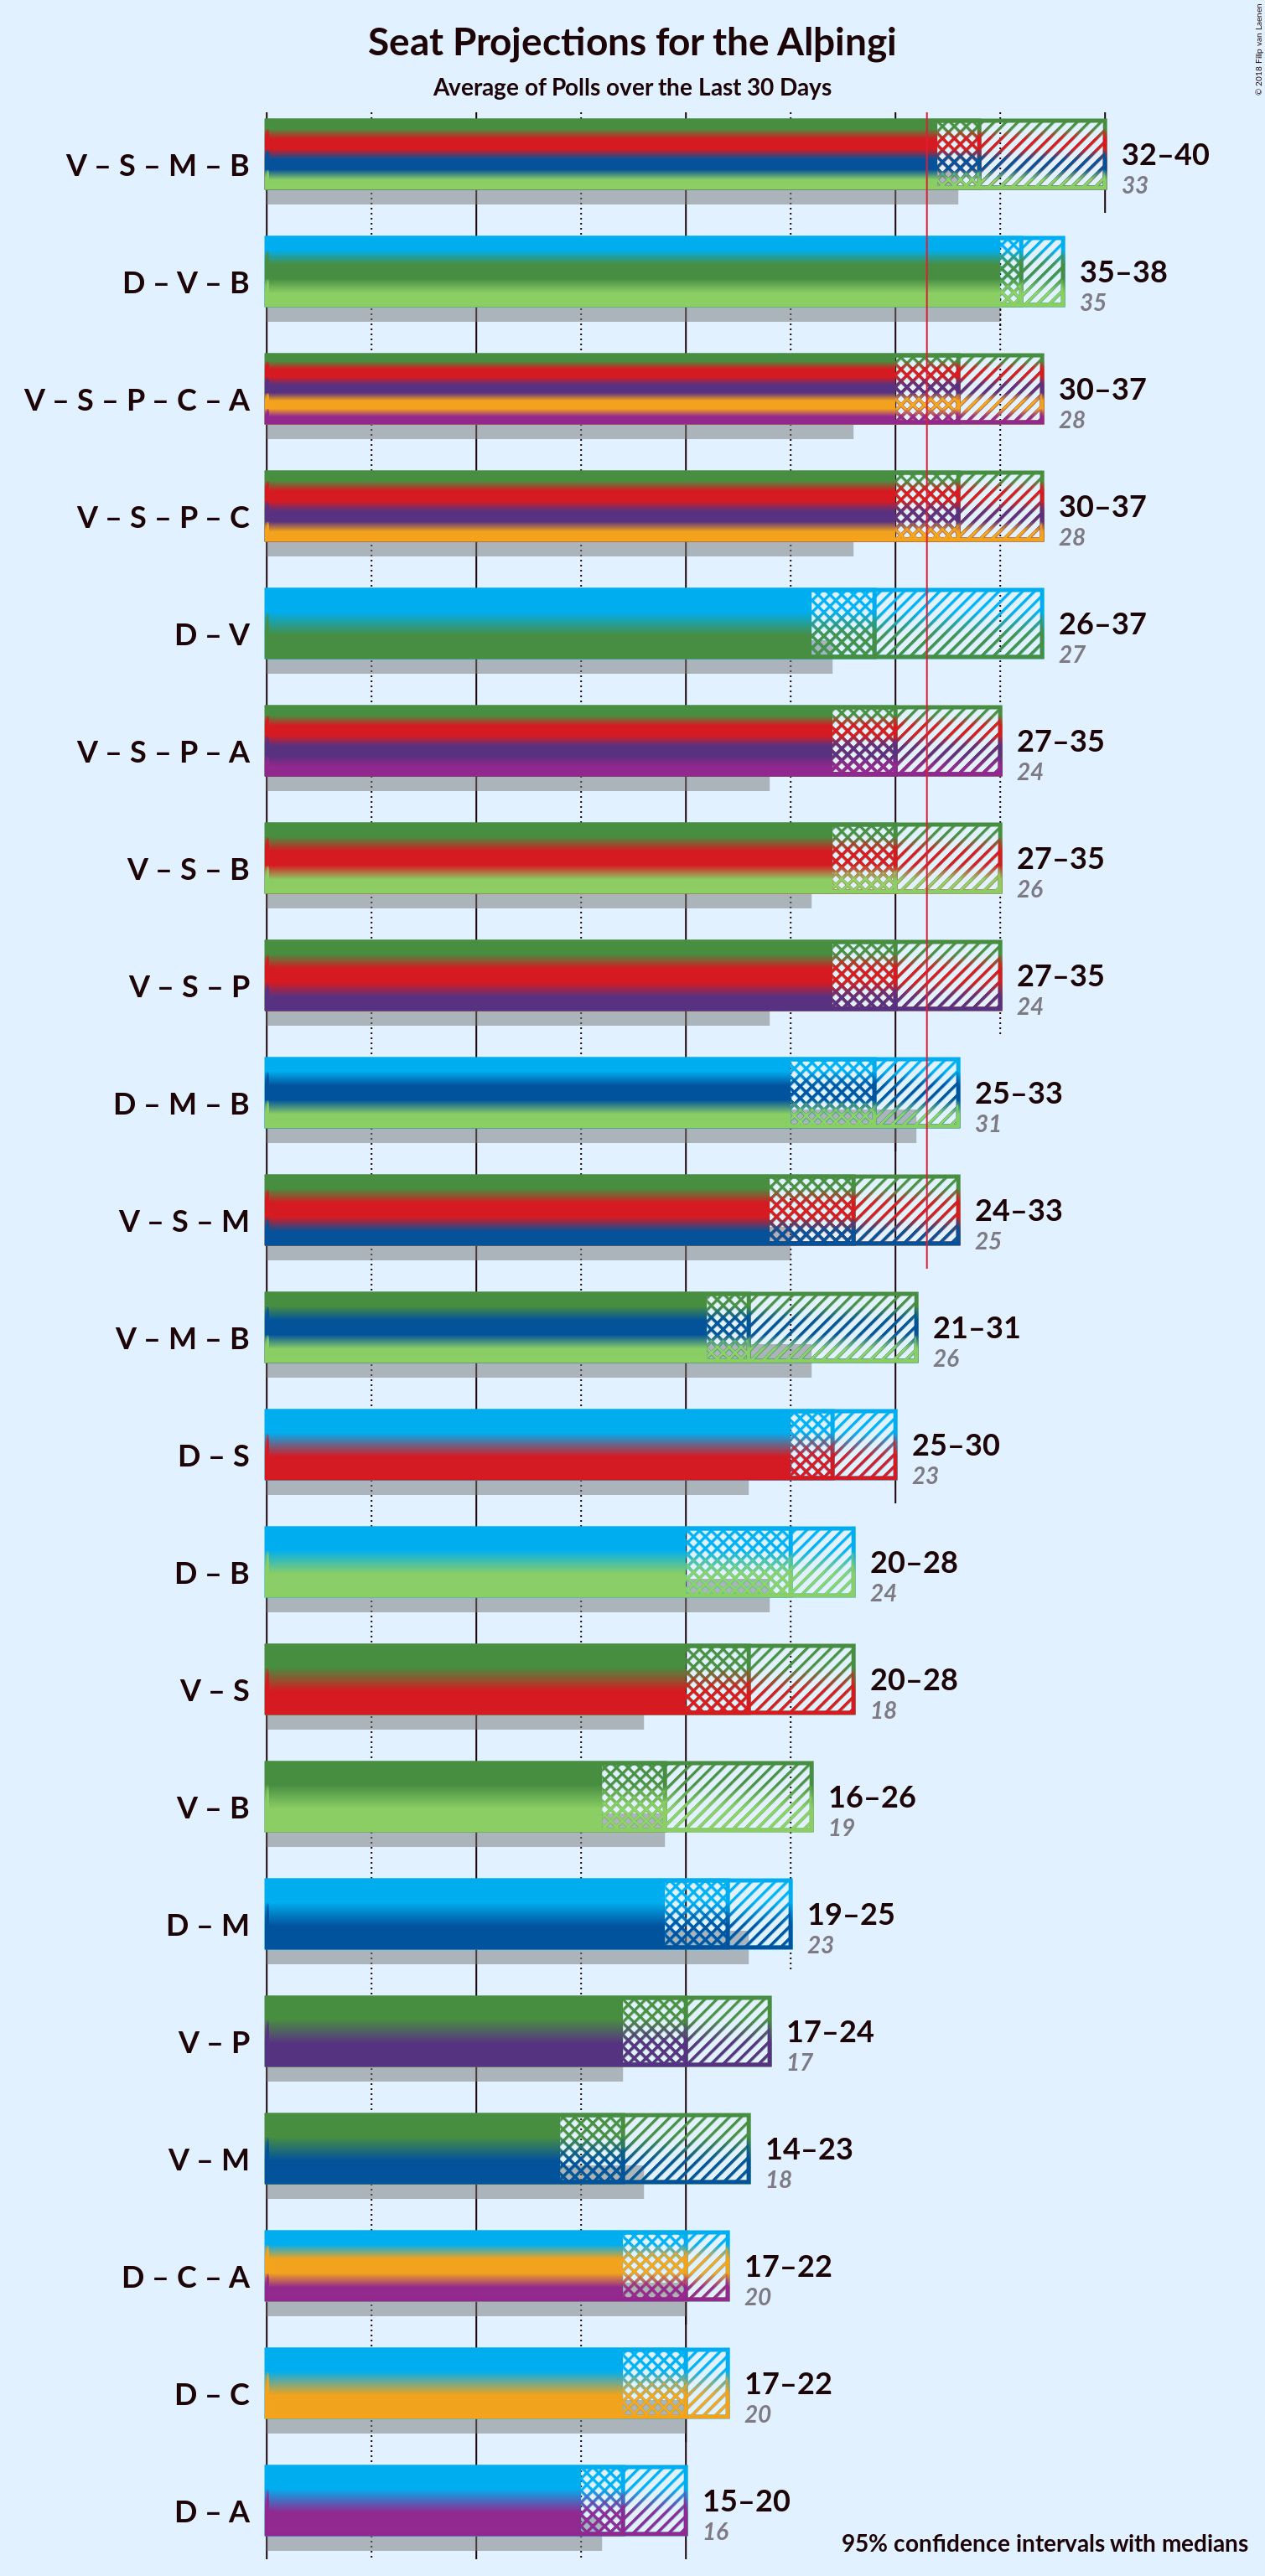 Seat Projections for the Alþingi
Average of Polls over the Last 30 Days
© 2018 Filip van Laenen
V – S – M – B
32–40
33
D – V – B
35–38
35
V – S – P – C – A
30–37
28
V – S – P – C
30–37
28
D – V
26–37
27
V – S – P – A
27–35
24
V – S – B
27–35
26
V – S – P
27–35
24
D – M – B
25–33
31
V – S – M
24–33
25
V – M – B
21–31
26
D – S
25–30
23
D – B
20–28
24
V – S
20–28
18
V – B
16–26
19
D – M
19–25
23
V – P
17–24
17
V – M
14–23
18
D – C – A
17–22
20
D – C
17–22
20
D – A
15–20
16
95% confidence intervals with medians